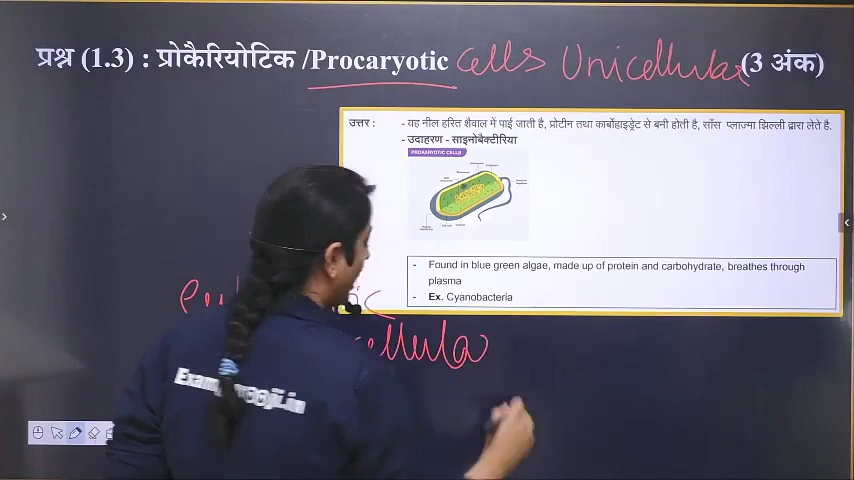 प्रश्न (1.3) : प्रोकैरियोटिक /Procaryotic cells Unicellular (3 अंक)
उत्तर : - यह नील हरित शैवाल में पाई जाती है, प्रोटीन तथा कार्बोहाइड्रेट से बनी होती है, साँस प्लाज्मा झिल्ली द्वारा लेते है.
- उदाहरण - साइनोबैक्टीरिया
PROKARYOTIC CELLS
- Found in blue green algae, made up of protein and carbohydrate, breathes through plasma
- Ex. Cyanobacteria